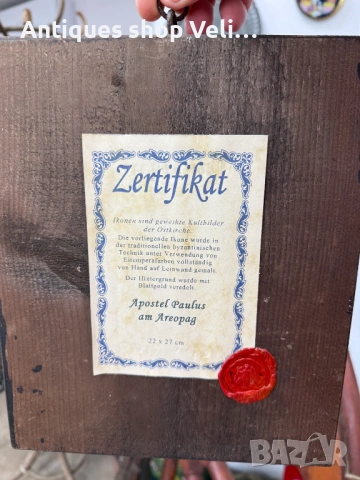 Antiques shop Veli...
Zertifikat
Ikonen sind geweihte Kultbilder
der Ortkirche.
Die vorliegende Ikone wurde in
der traditionellen byzantinischen
Technik unter Verwendung von
Eitemperafarben vollständig
von Hand auf Leinwand gemalt.
Der Hintergrund wurde mit
Blattgold veredelt.
Apostel Paulus
am Areopag
22 x 27 cm
BAZAR
bg